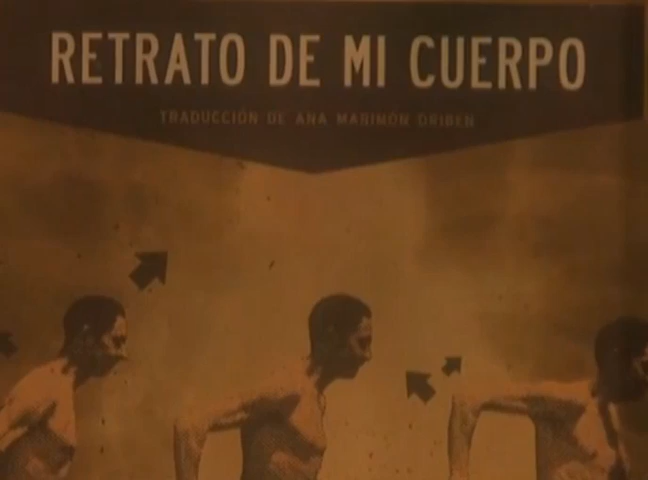 RETRATO DE MI CUERPO
TRADUCCIÓN DE ANA MARIMÓN DRIBEN